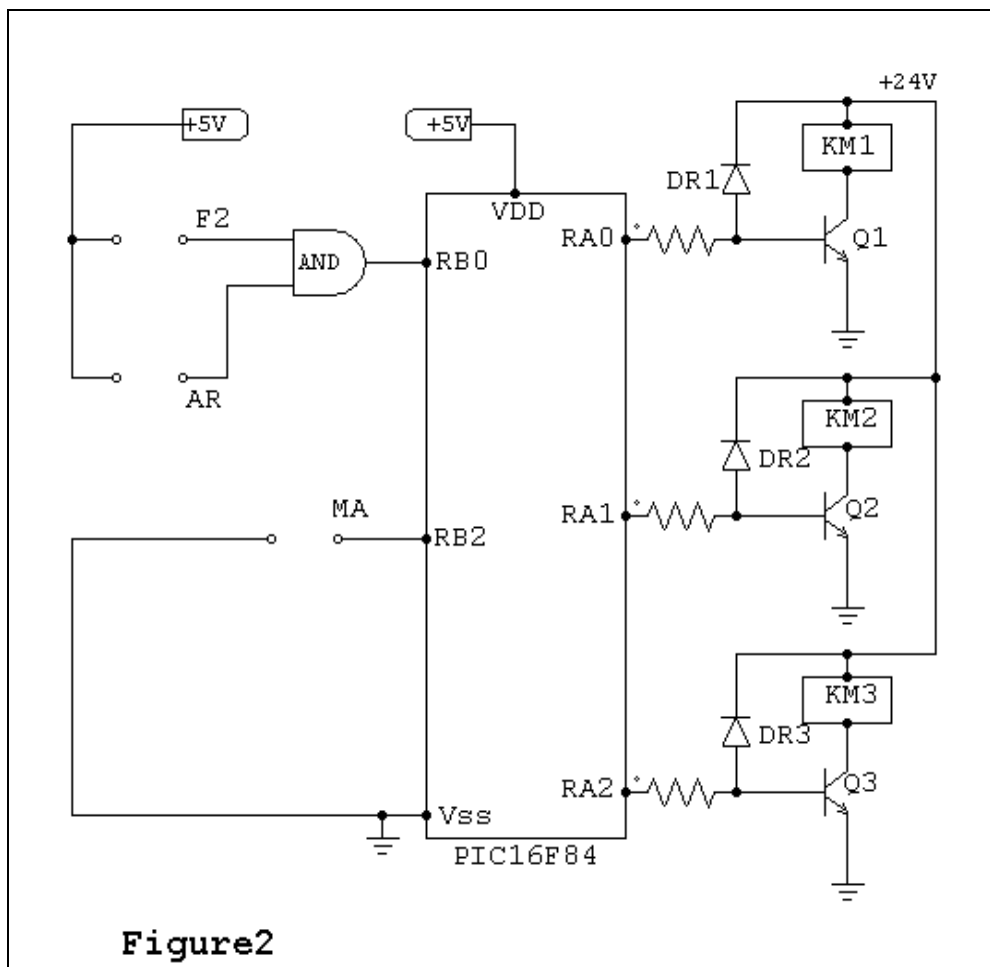 +24V
+5V
+5V
KM1
DR1
F2
VDD
RA0
Q1
AND
RB0
AR
KM2
DR2
MA
RA1
Q2
RB2
KM3
DR3
RA2
Q3
Vss
PIC16F84
Figure2